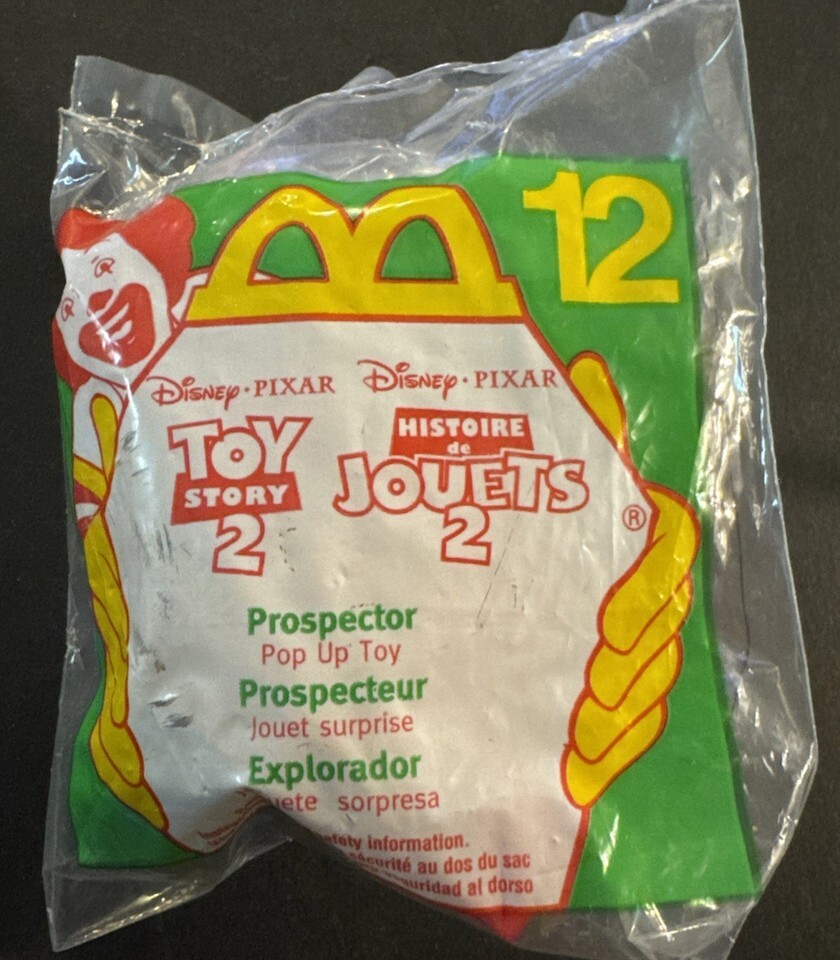 12
Disney·PIXAR
TOY
STORY
2
Disney·PIXAR
HISTOIRE
de
JOUETS
2
®
Prospector
Pop Up Toy
Prospecteur
Jouet surprise
Explorador
sorpresa
information.
au dos du sac
al dorso